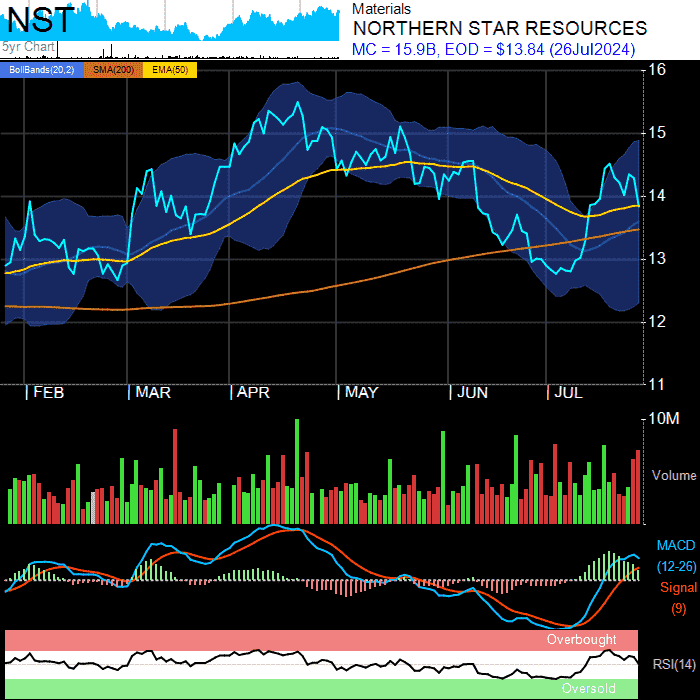 NST
5yr Chart
Materials
NORTHERN STAR RESOURCES
MC = 15.9B, EOD = $13.84 (26Jul2024)
BollBands(20,2) SMA(200) EMA(50)
16
15
14
13
12
11
FEB MAR APR MAY JUN JUL
10M
Volume
MACD
(12-26)
Signal
(9)
Overbought
RSI(14)
Oversold